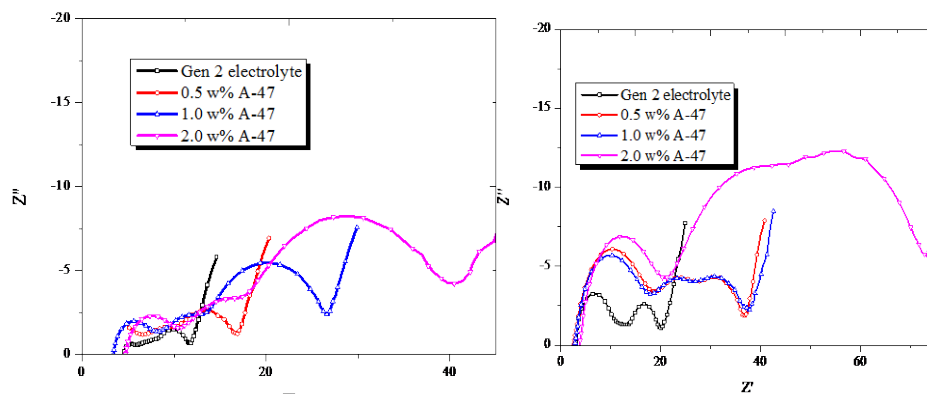 -20
-15
-10
-5
0
Z''
Gen 2 electrolyte
0.5 w% A-47
1.0 w% A-47
2.0 w% A-47
0 20 40
-20
-15
-10
-5
-0
Z''
Gen 2 electrolyte
0.5 w% A-47
1.0 w% A-47
2.0 w% A-47
0 20 40 60
Z'